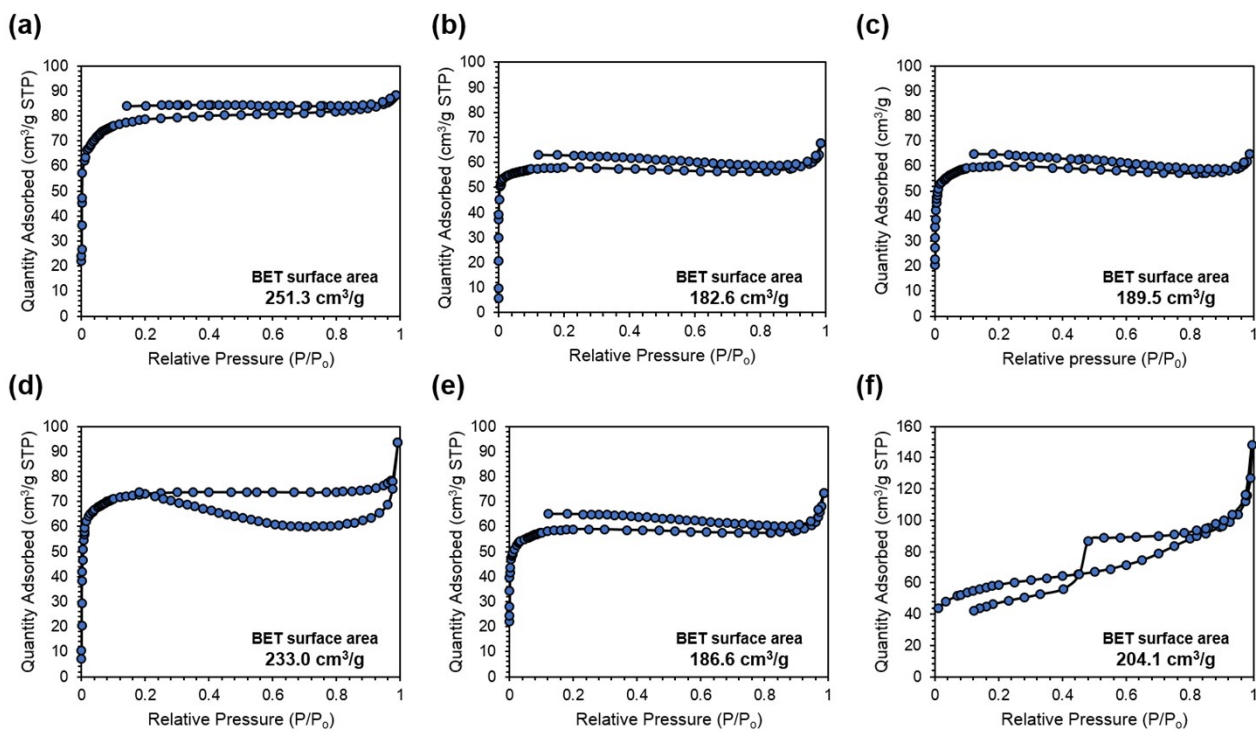 (a)
Quantity Adsorbed (cm³/g STP)
100
90
80
70
60
50
40
30
20
10
0
BET surface area
251.3 cm³/g
0 0.2 0.4 0.6 0.8 1
Relative Pressure (P/Pₒ)
(b)
Quantity Adsorbed (cm³/g STP)
100
90
80
70
60
50
40
30
20
10
0
BET surface area
182.6 cm³/g
0 0.2 0.4 0.6 0.8 1
Relative Pressure (P/Pₒ)
(c)
Quantity Adsorbed (cm³/g )
100
90
80
70
60
50
40
30
20
10
0
BET surface area
189.5 cm³/g
0 0.2 0.4 0.6 0.8 1
Relative pressure (P/Pₒ)
(d)
Quantity Adsorbed (cm³/g STP)
100
90
80
70
60
50
40
30
20
10
0
BET surface area
233.0 cm³/g
0 0.2 0.4 0.6 0.8 1
Relative Pressure (P/Pₒ)
(e)
Quantity Adsorbed (cm³/g STP)
100
90
80
70
60
50
40
30
20
10
0
BET surface area
186.6 cm³/g
0 0.2 0.4 0.6 0.8 1
Relative Pressure (P/Pₒ)
(f)
Quantity Adsorbed (cm³/g STP)
160
140
120
100
80
60
40
20
0
BET surface area
204.1 cm³/g
0 0.2 0.4 0.6 0.8 1
Relative Pressure (P/Pₒ)